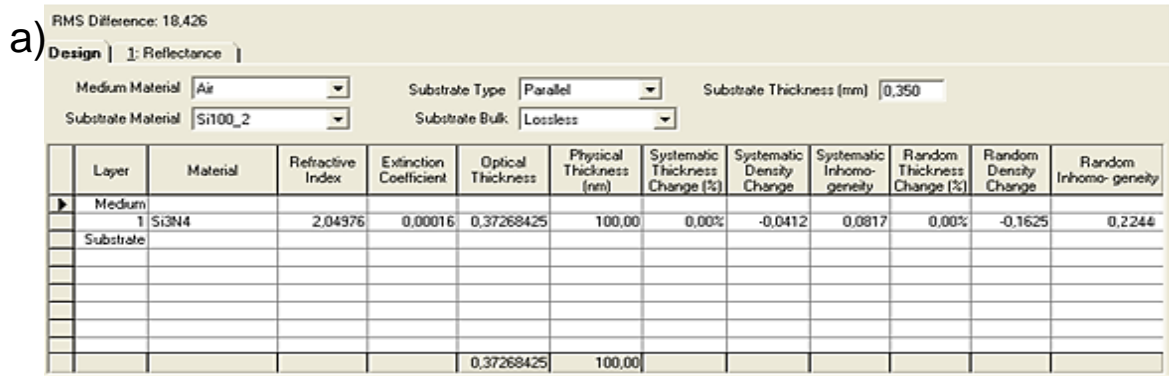 RMS Difference: 18,426
a)
Design 1: Reflectance
Medium Material Air Substrate Type Parallel Substrate Thickness (mm) 0,350
Substrate Material Si100_2 Substrate Bulk Lossless
Layer Material Refractive Index Extinction Coefficient Optical Thickness Physical Thickness (nm) Systematic Thickness Change (%) Systematic Density Change Systematic Inhomo- geneity Random Thickness Change (%) Random Density Change Random Inhomo- geneity
Medium
1 Si3N4 2,04976 0,00016 0,37268425 100,00 0,00% -0,0412 0,0817 0,00% -0,1625 0,2244
Substrate
0,37268425 100,00